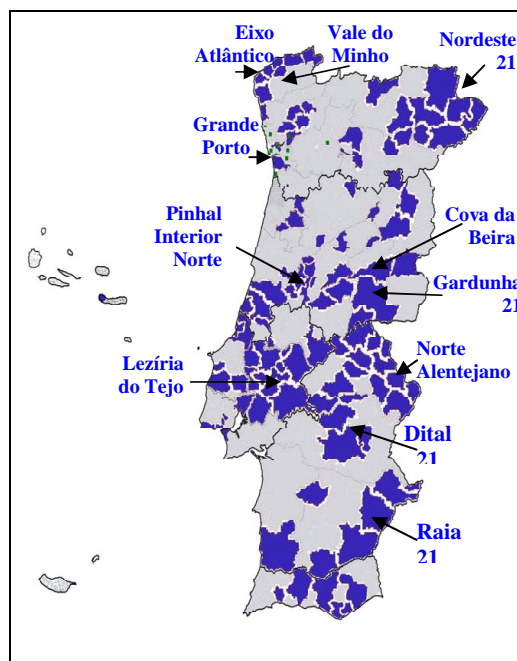 Eixo
Atlântico
Vale do
Minho
Nordeste
21
Grande
Porto
Pinhal
Interior
Norte
Cova da
Beira
Gardunha
21
Lezíria
do Tejo
Norte
Alentejano
Dital
21
Raia
21